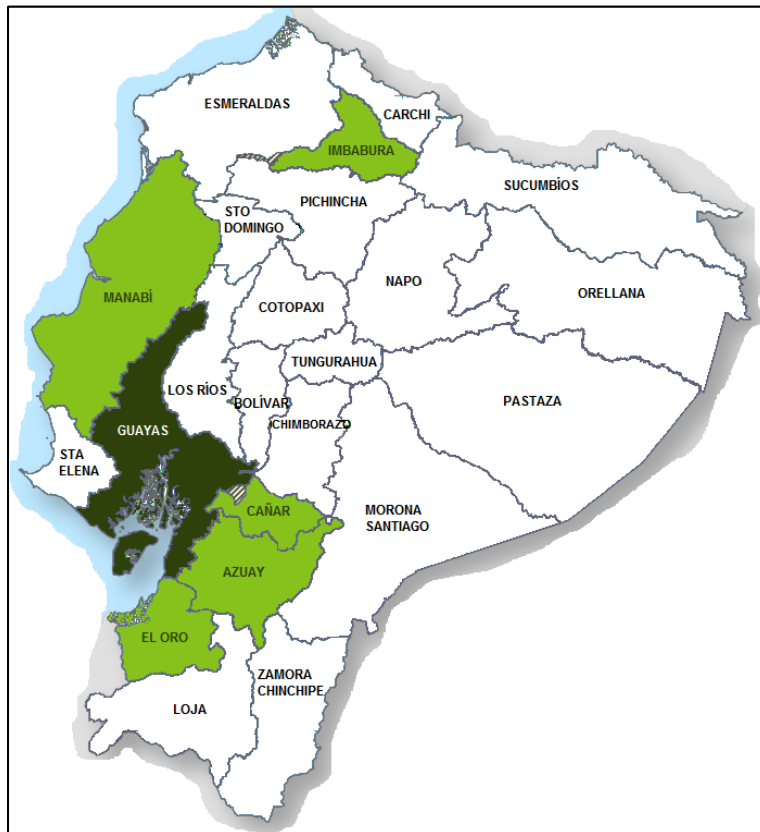 ESMERALDAS
CARCHI
IMBABURA
SUCUMBÍOS
PICHINCHA
STO
DOMINGO
NAPO
ORELLANA
MANABÍ
COTOPAXI
TUNGURAHUA
LOS RÍOS
BOLÍVAR
PASTAZA
CHIMBORAZO
GUAYAS
STA
ELENA
CAÑAR
MORONA
SANTIAGO
AZUAY
EL ORO
ZAMORA
CHINCHIPE
LOJA